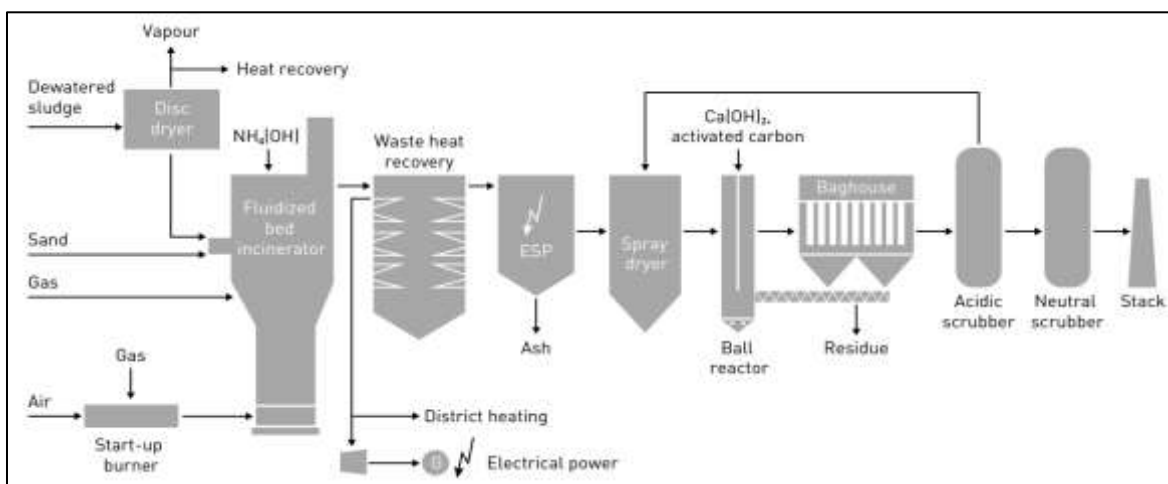 Vapour
Heat recovery
Dewatered
sludge
Disc
dryer
NH₄(OH)
Waste heat
recovery
Ca(OH)₂,
activated carbon
Fluidized
bed
incinerator
Baghouse
Sand
Gas
ESP
Spray
dryer
Acidic
scrubber
Neutral
scrubber
Stack
Ash
Ball
reactor
Residue
Gas
Air
Start-up
burner
District heating
G
Electrical power